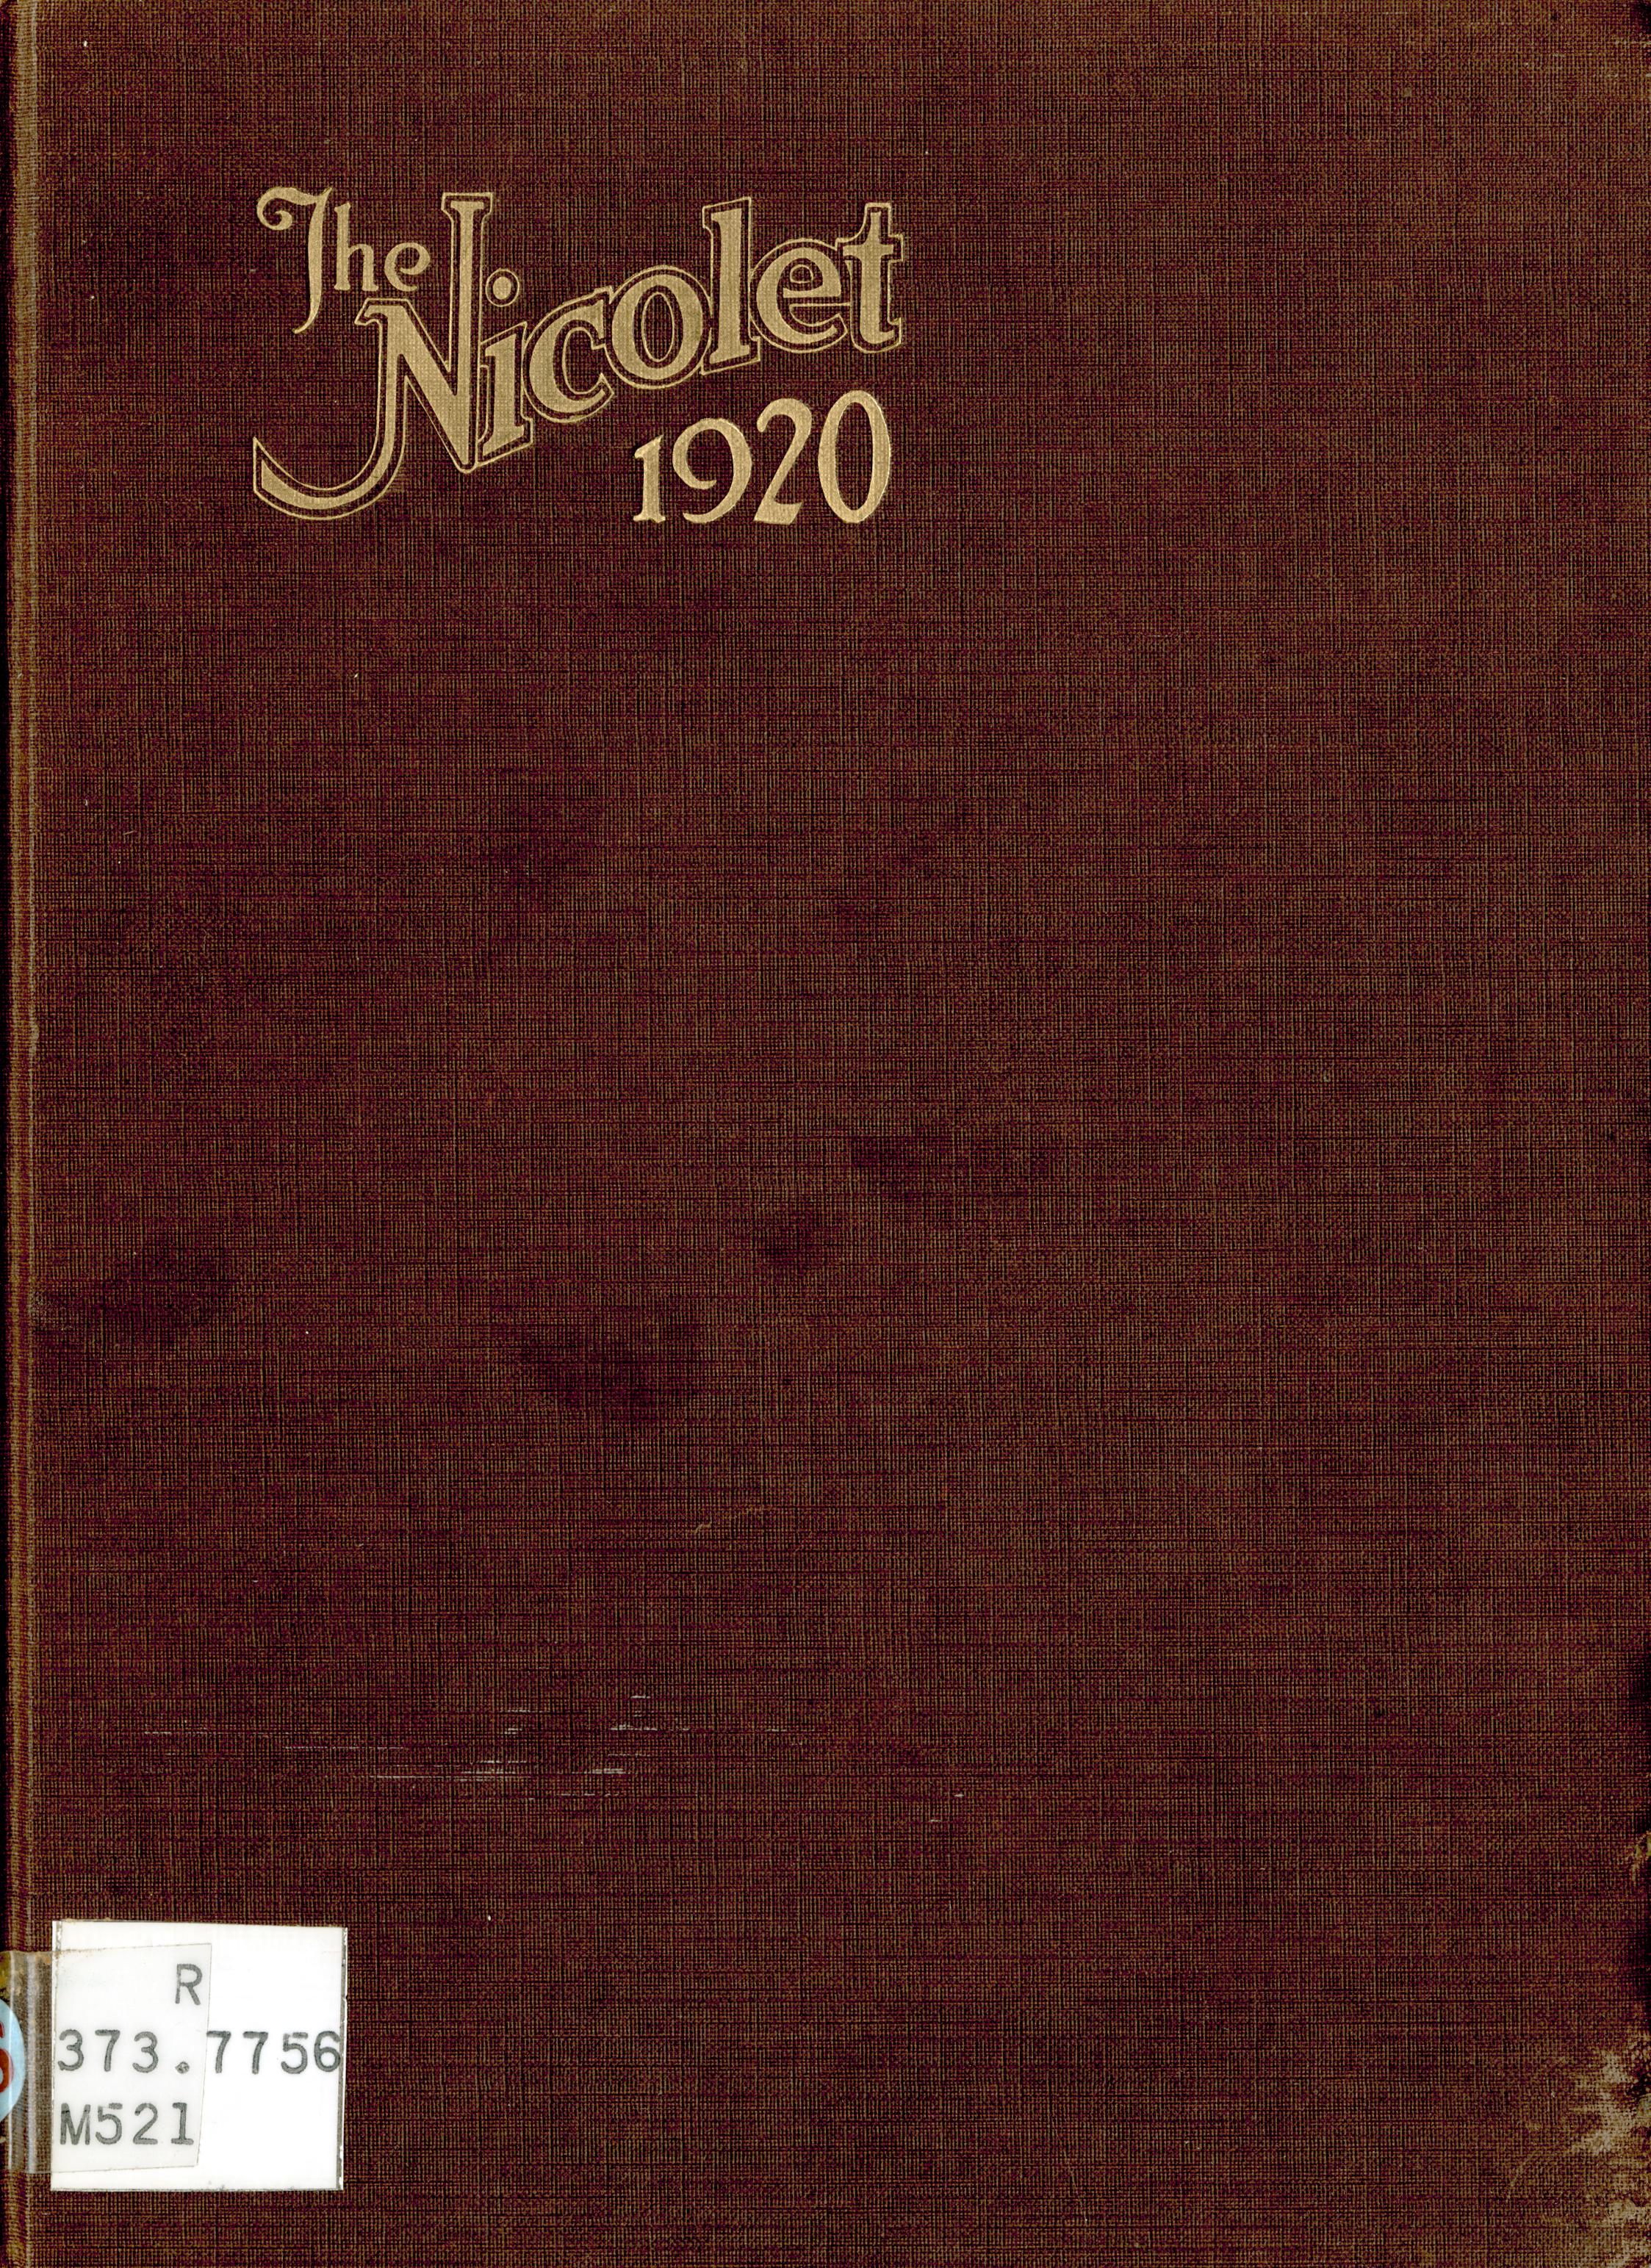 The
Nicolet
1920
R
373.7756
M521